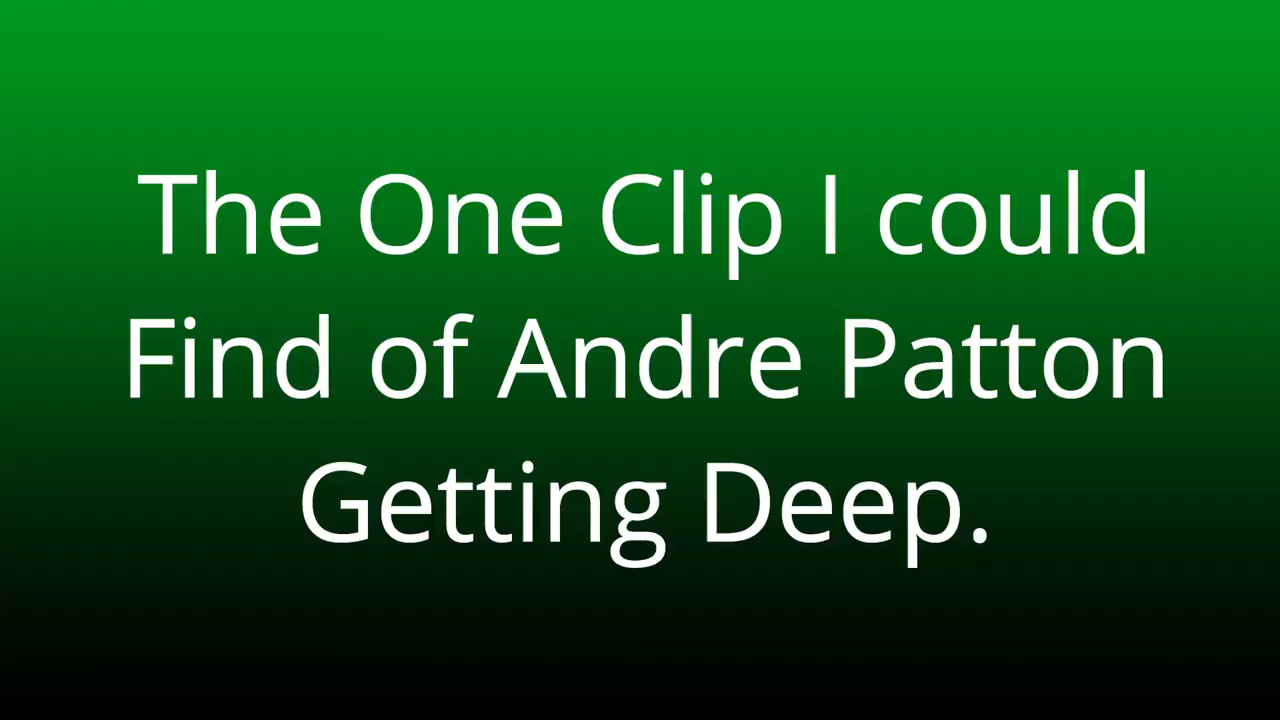 The One Clip I could
Find of Andre Patton
Getting Deep.